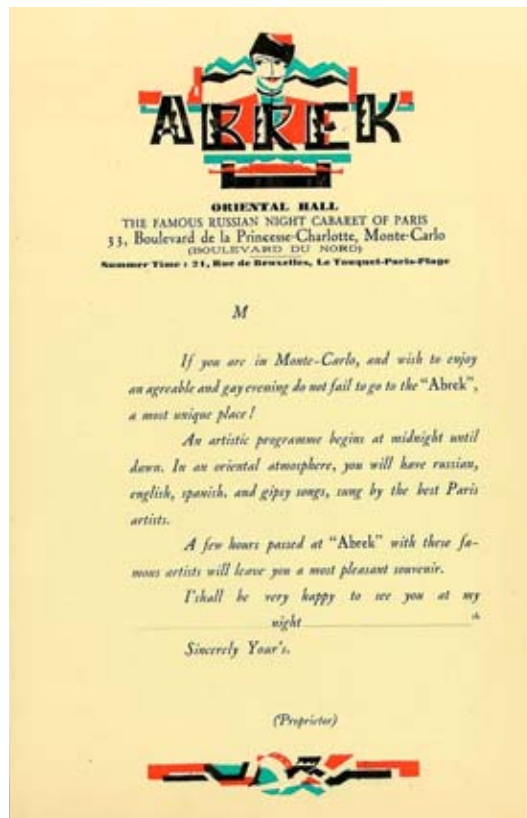 ABREK
ORIENTAL HALL
THE FAMOUS RUSSIAN NIGHT CABARET OF PARIS
33, Boulevard de la Princesse-Charlotte, Monte-Carlo
(BOULEVARD DU NORD)
Summer Time : 21, Rue de Bruxelles, Le Touquet-Paris-Plage
M
If you are in Monte-Carlo, and wish to enjoy
an agreable and gay evening do not fail to go to the "Abrek",
a most unique place !
An artistic programme begins at midnight until
dawn. In an oriental atmosphere, you will have russian,
english, spanish, and gipsy songs, sung by the best Paris
artists.
A few hours passed at "Abrek" with these fa-
mous artists will leave you a most pleasant souvenir.
I'shall be very happy to see you at my
night th
Sincerely Your's.
(Proprietor)